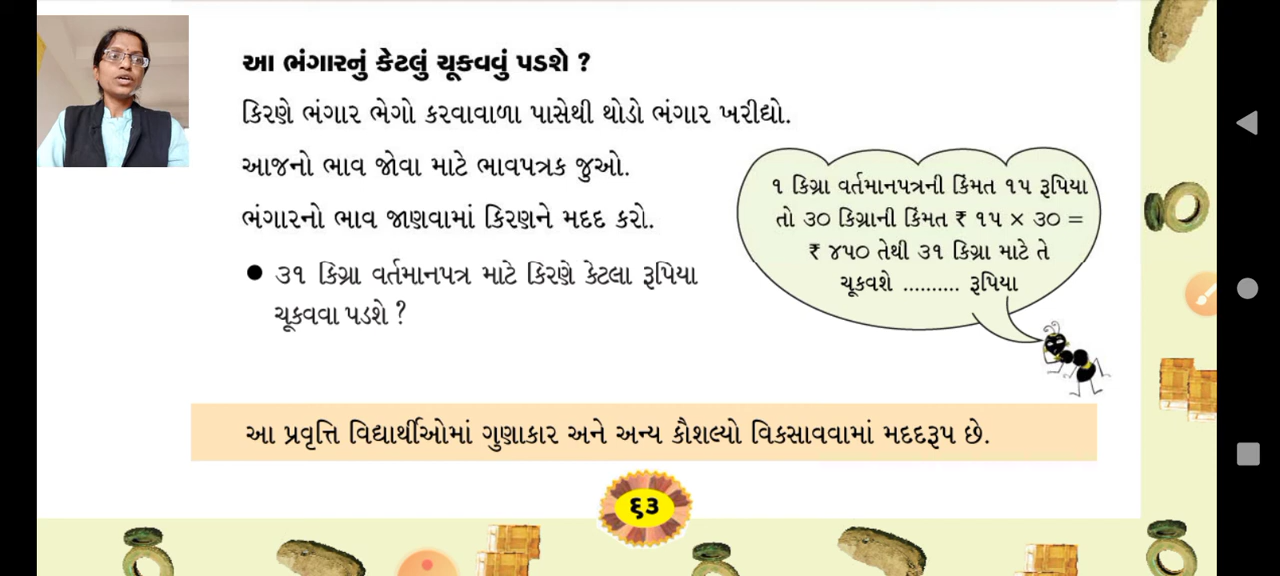 આ ભંગારનું કેટલું ચૂકવવું પડશે ?
કિરણે ભંગાર ભેગો કરવાવાળા પાસેથી થોડો ભંગાર ખરીદ્યો.
આજનો ભાવ જોવા માટે ભાવપત્રક જુઓ.
ભંગારનો ભાવ જાણવામાં કિરણને મદદ કરો.
● ૩૧ કિગ્રા વર્તમાનપત્ર માટે કિરણે કેટલા રૂપિયા
ચૂકવવા પડશે ?
૧ કિગ્રા વર્તમાનપત્રની કિંમત ૧૫ રૂપિયા
તો ૩૦ કિગ્રાની કિંમત ₹ ૧૫ × ૩૦ =
₹ ૪૫૦ તેથી ૩૧ કિગ્રા માટે તે
ચૂકવશે .......... રૂપિયા
આ પ્રવૃત્તિ વિદ્યાર્થીઓમાં ગુણાકાર અને અન્ય કૌશલ્યો વિકસાવવામાં મદદરૂપ છે.
૬૩